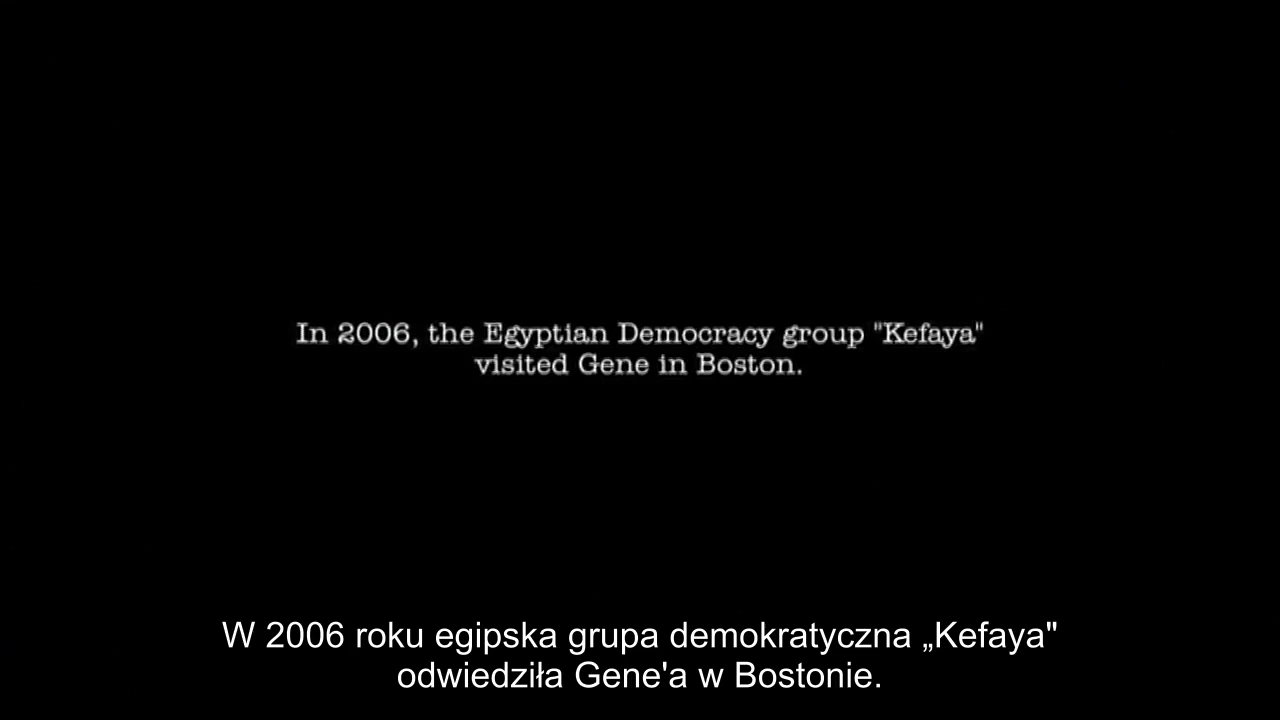 In 2006, the Egyptian Democracy group "Kefaya"
visited Gene in Boston.
W 2006 roku egipska grupa demokratyczna „Kefaya"
odwiedziła Gene'a w Bostonie.